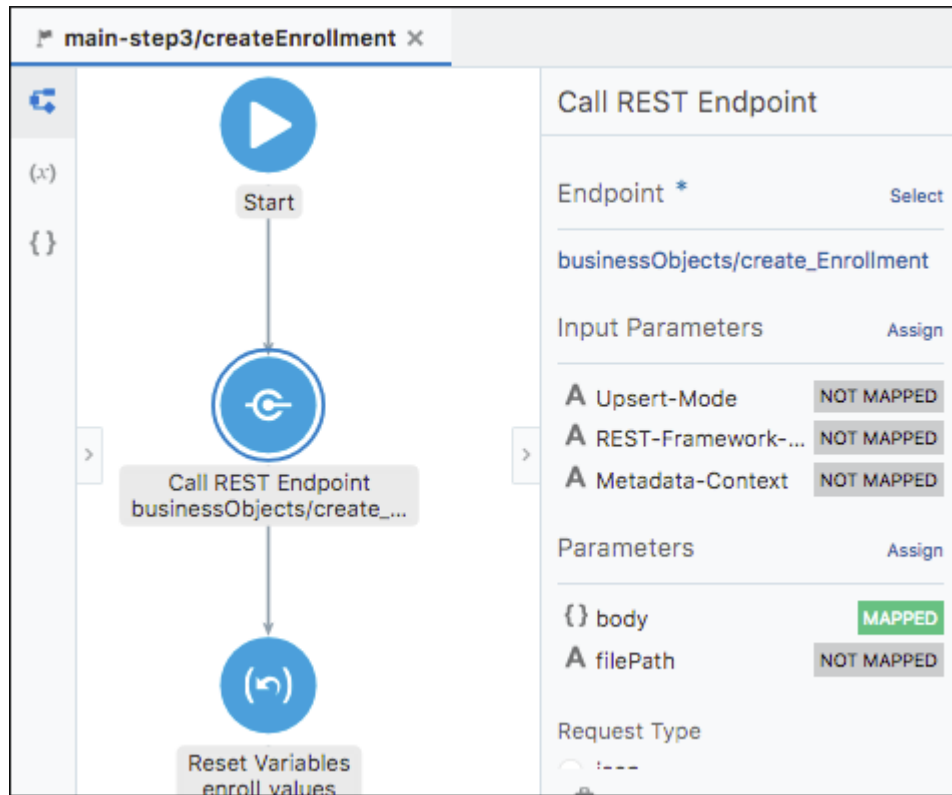 main-step3/createEnrollment
Call REST Endpoint
Start
(x)
Endpoint *
Select
{ }
businessObjects/create_Enrollment
Input Parameters
Assign
A Upsert-Mode
NOT MAPPED
A REST-Framework-...
NOT MAPPED
A Metadata-Context
NOT MAPPED
Call REST Endpoint
businessObjects/create_...
Parameters
Assign
{} body
MAPPED
A filePath
NOT MAPPED
Request Type
Reset Variables
enroll values